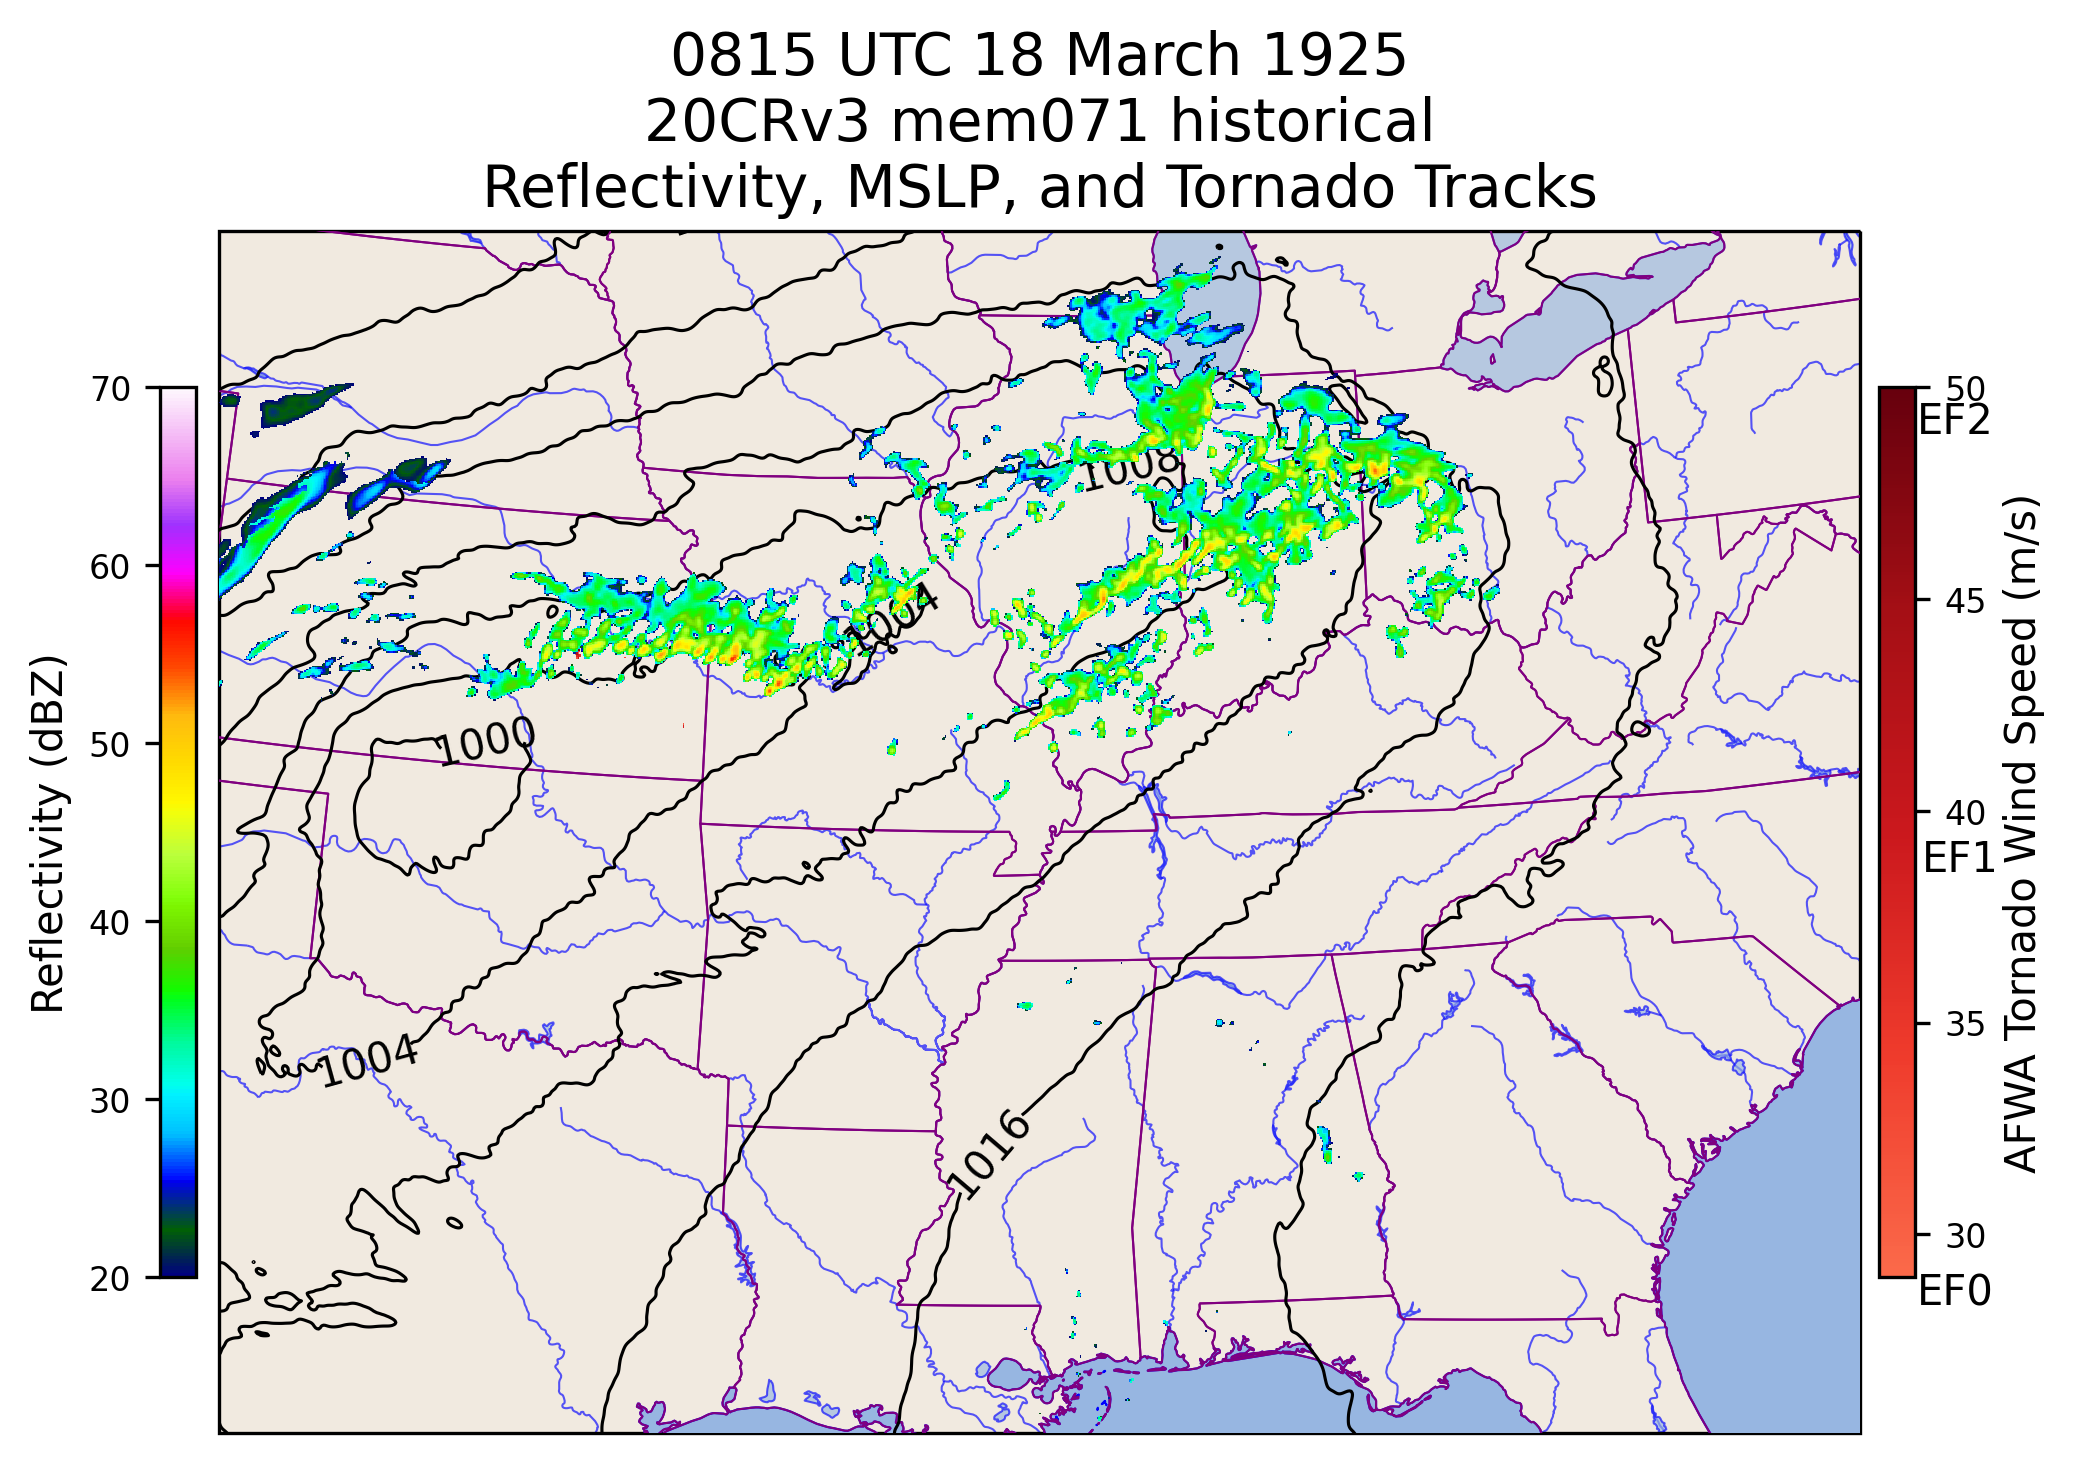 0815 UTC 18 March 1925
20CRv3 mem071 historical
Reflectivity, MSLP, and Tornado Tracks
Reflectivity (dBZ)
70
60
50
40
30
20
1008
1004
1000
1004
1016
50
EF2
45
40
EF1
35
30
EF0
AFWA Tornado Wind Speed (m/s)